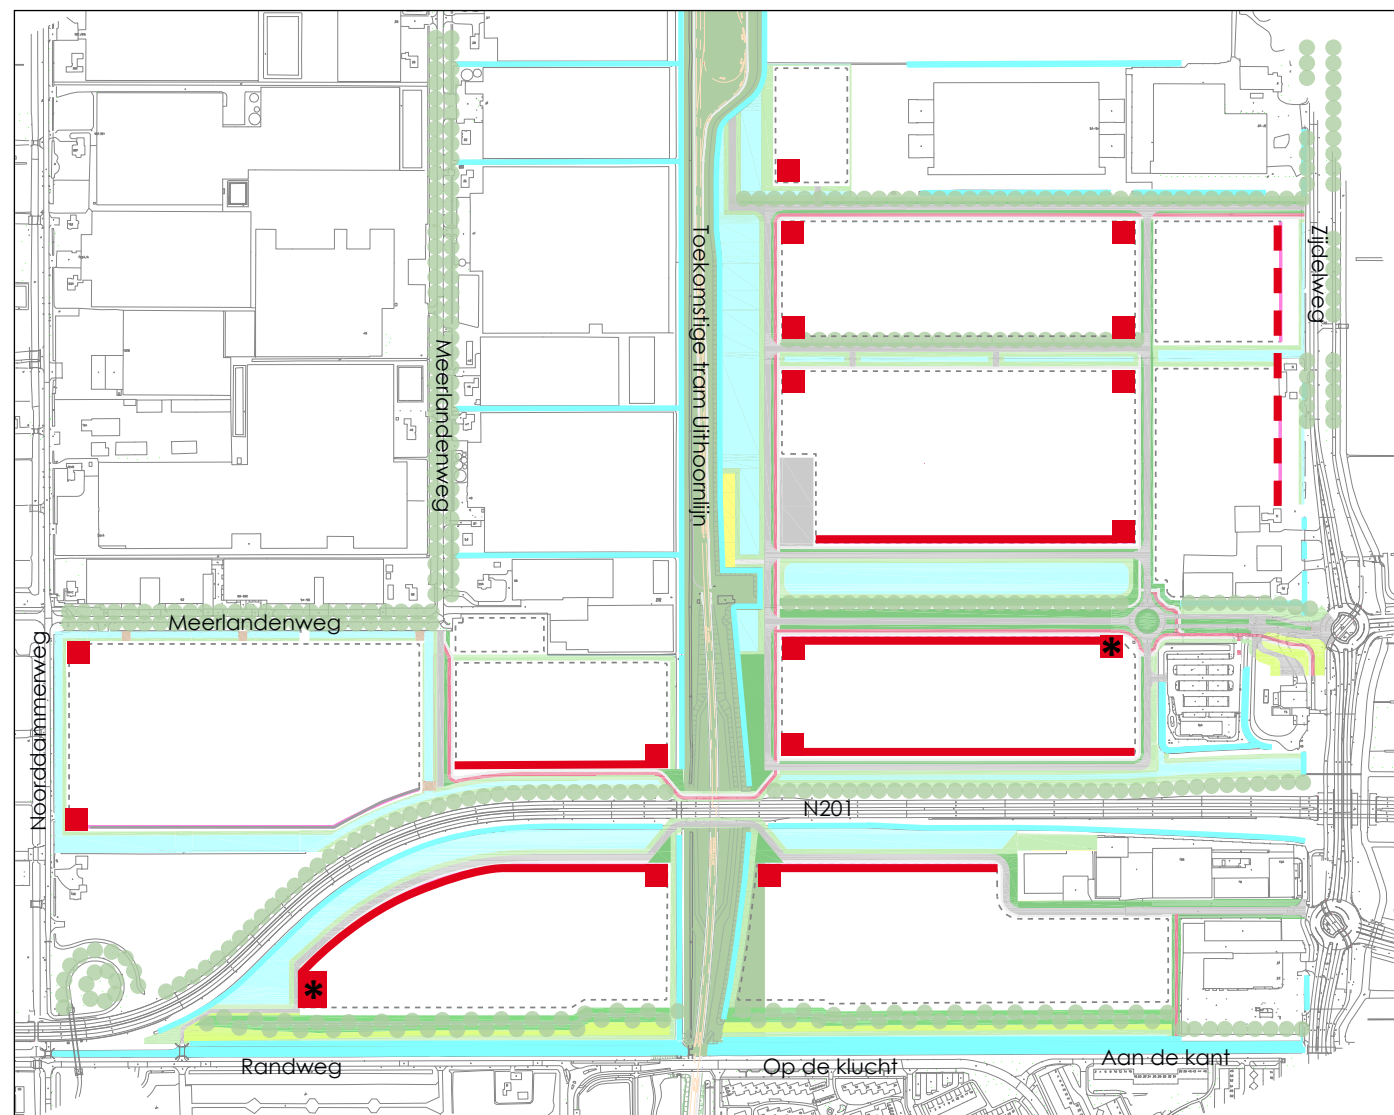 Zijdelweg
Toekomstige tram Uithoornlijn
Meerlandenweg
Meerlandenweg
Noorddammerweg
N201
*
*
Randweg
Op de klucht
Aan de kant